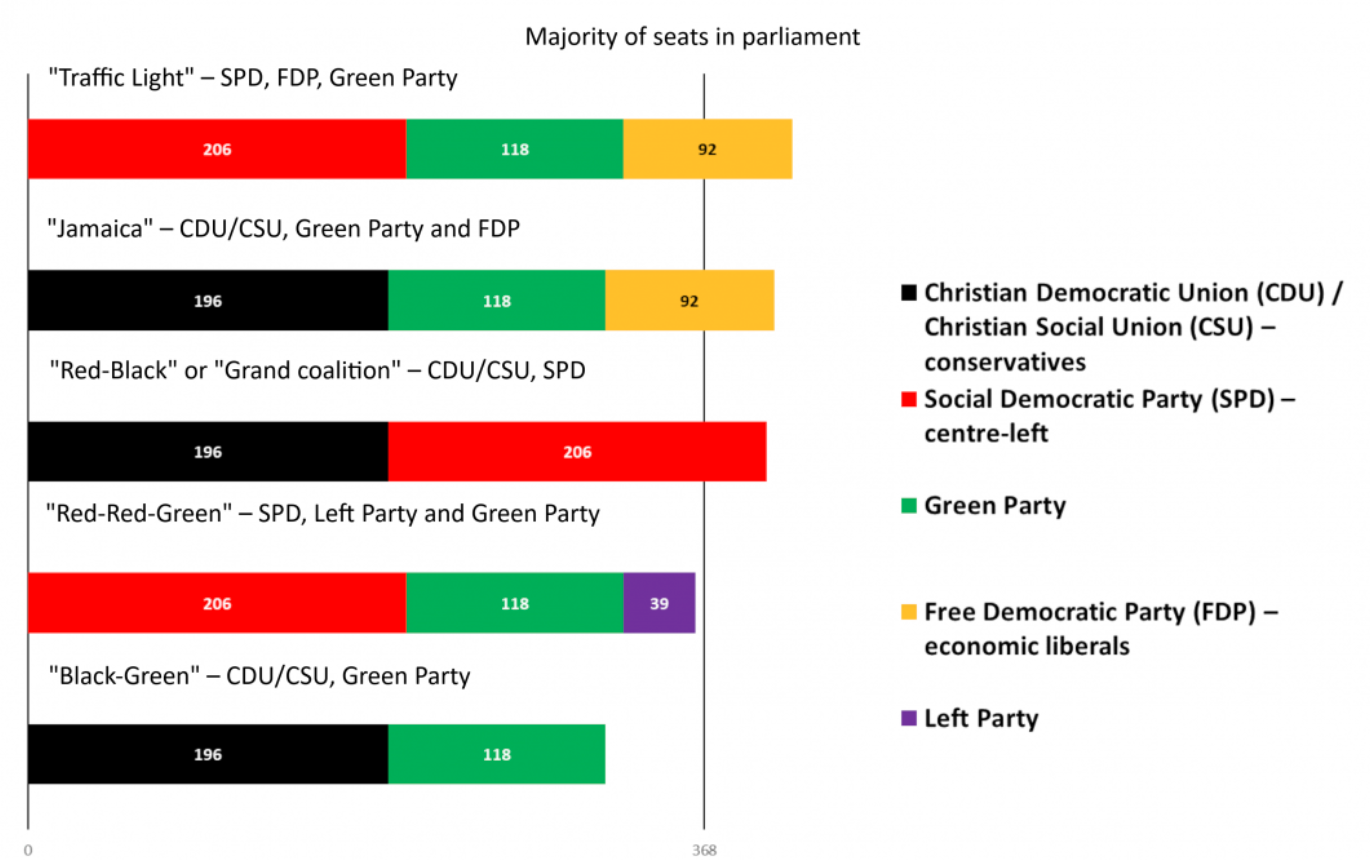 Majority of seats in parliament
"Traffic Light" – SPD, FDP, Green Party
206 118 92
"Jamaica" – CDU/CSU, Green Party and FDP
196 118 92
"Red-Black" or "Grand coalition" – CDU/CSU, SPD
196 206
"Red-Red-Green" – SPD, Left Party and Green Party
206 118 39
"Black-Green" – CDU/CSU, Green Party
196 118
0 368
Christian Democratic Union (CDU) /
Christian Social Union (CSU) –
conservatives
Social Democratic Party (SPD) –
centre-left
Green Party
Free Democratic Party (FDP) –
economic liberals
Left Party